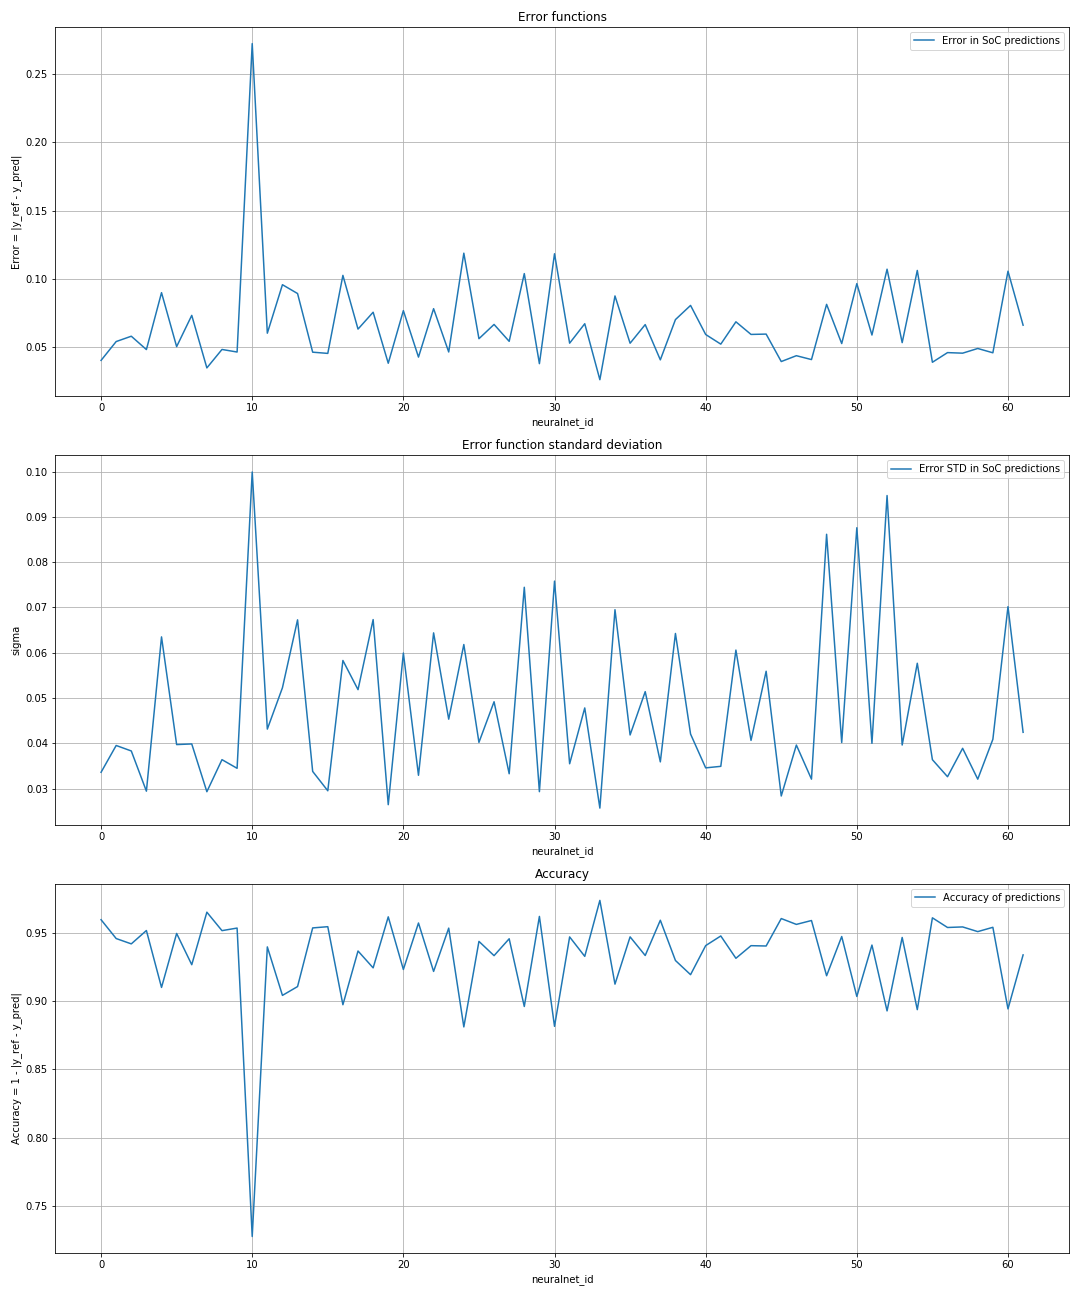 Error functions
Error in SoC predictions
0.25
0.20
0.15
0.10
0.05
Error = |y_ref - y_pred|
0 10 20 30 40 50 60
neuralnet_id
Error function standard deviation
Error STD in SoC predictions
0.10
0.09
0.08
0.07
0.06
0.05
0.04
0.03
sigma
0 10 20 30 40 50 60
neuralnet_id
Accuracy
Accuracy of predictions
0.95
0.90
0.85
0.80
0.75
Accuracy = 1 - |y_ref - y_pred|
0 10 20 30 40 50 60
neuralnet_id